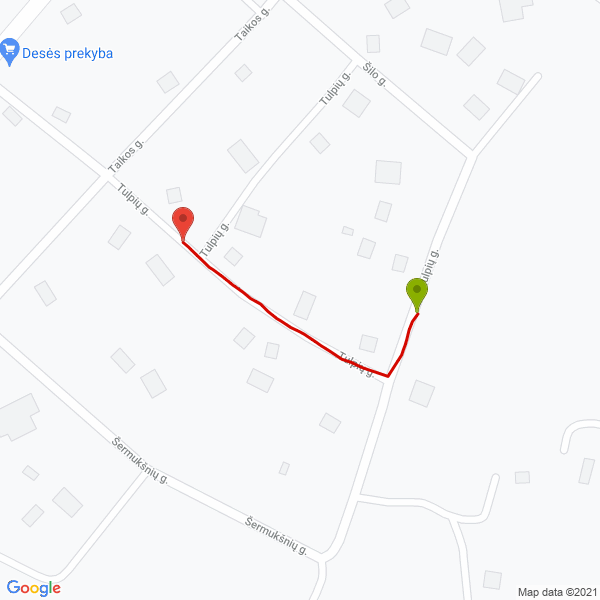 Taikos g.
Desės prekyba
Šilo g.
Tulpių g.
Taikos g.
Tulpių g.
Tulpių g.
Tulpių g.
Tulpių g.
Šermukšnių g.
Šermukšnių g.
Google
Map data ©2021